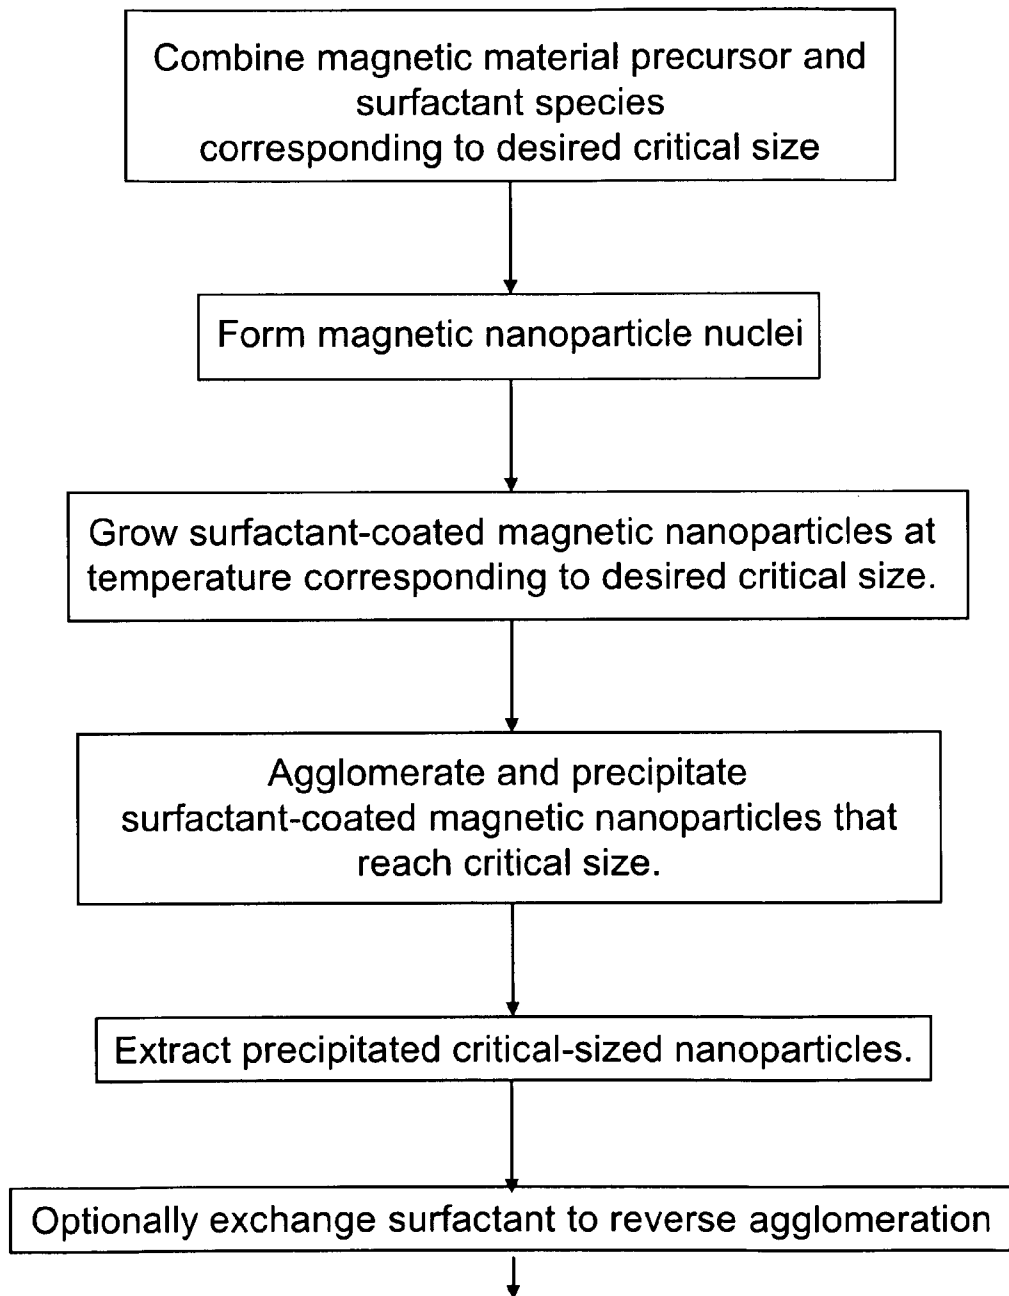 Combine magnetic material precursor and
surfactant species
corresponding to desired critical size
Form magnetic nanoparticle nuclei
Grow surfactant-coated magnetic nanoparticles at
temperature corresponding to desired critical size.
Agglomerate and precipitate
surfactant-coated magnetic nanoparticles that
reach critical size.
Extract precipitated critical-sized nanoparticles.
Optionally exchange surfactant to reverse agglomeration